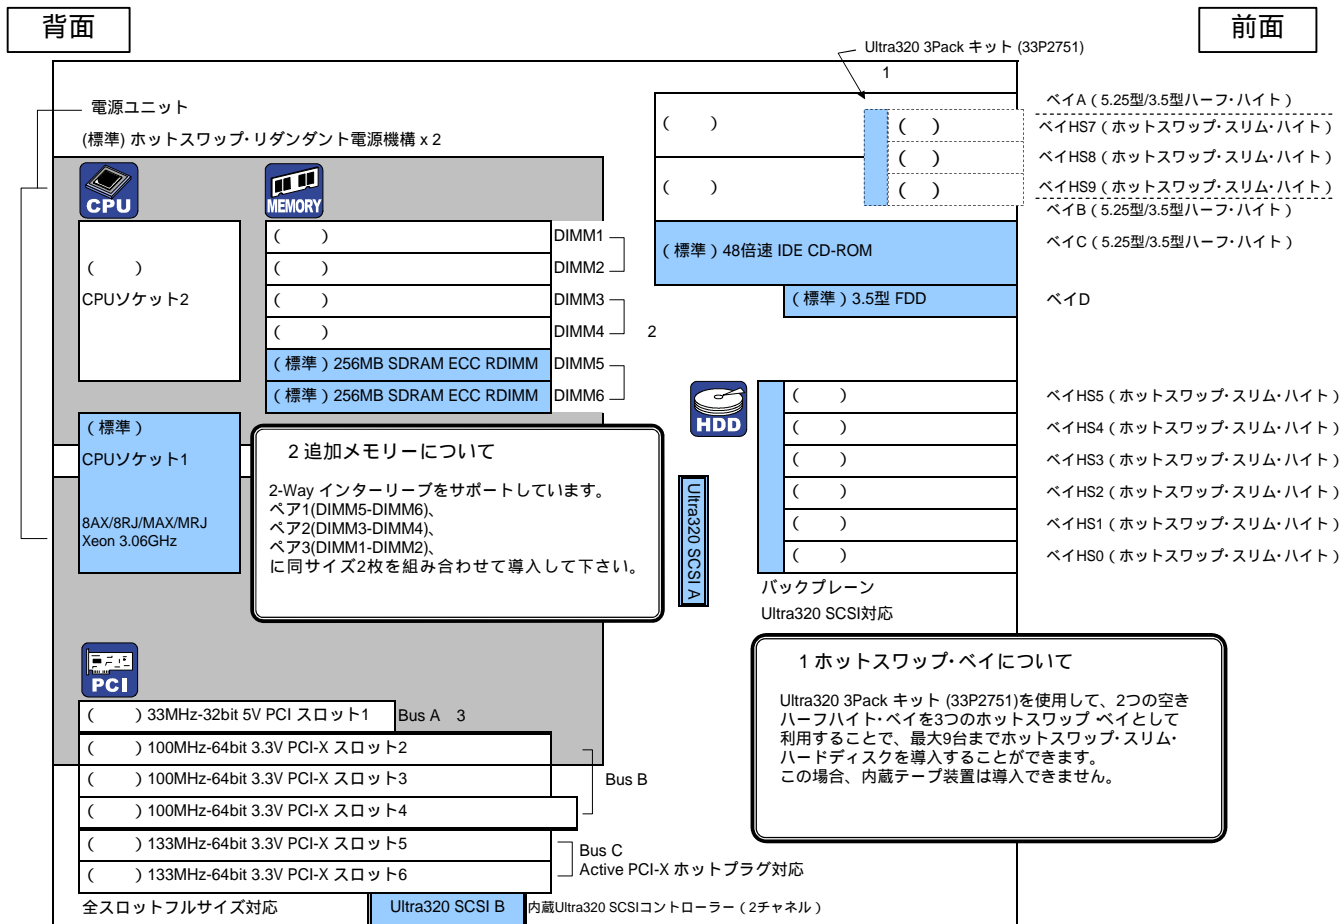 背面
前面
Ultra320 3Pack キット (33P2751)
1
電源ユニット
(標準) ホットスワップ・リダンダント電源機構 x 2
CPU
MEMORY
( )
CPUソケット2
( ) DIMM1
( ) DIMM2
( ) DIMM3
( ) DIMM4
2
(標準) 256MB SDRAM ECC RDIMM DIMM5
(標準) 256MB SDRAM ECC RDIMM DIMM6
(標準)
CPUソケット1
8AX/8RJ/MAX/MRJ
Xeon 3.06GHz
2 追加メモリーについて
2-Way インターリーブをサポートしています。
ペア1(DIMM5-DIMM6)、
ペア2(DIMM3-DIMM4)、
ペア3(DIMM1-DIMM2)、
に同サイズ2枚を組み合わせて導入して下さい。
( )
( )
( )
( )
( )
(標準) 48倍速 IDE CD-ROM
(標準) 3.5型 FDD
ベイA (5.25型/3.5型ハーフ・ハイト)
ベイHS7 (ホットスワップ・スリム・ハイト)
ベイHS8 (ホットスワップ・スリム・ハイト)
ベイHS9 (ホットスワップ・スリム・ハイト)
ベイB (5.25型/3.5型ハーフ・ハイト)
ベイC (5.25型/3.5型ハーフ・ハイト)
ベイD
HDD
( ) ベイHS5 (ホットスワップ・スリム・ハイト)
( ) ベイHS4 (ホットスワップ・スリム・ハイト)
( ) ベイHS3 (ホットスワップ・スリム・ハイト)
( ) ベイHS2 (ホットスワップ・スリム・ハイト)
( ) ベイHS1 (ホットスワップ・スリム・ハイト)
( ) ベイHS0 (ホットスワップ・スリム・ハイト)
Ultra320 SCSI A
バックプレーン
Ultra320 SCSI対応
1 ホットスワップ・ベイについて
Ultra320 3Pack キット (33P2751)を使用して、2つの空き
ハーフハイト・ベイを3つのホットスワップ・ベイとして
利用することで、最大9台までホットスワップ・スリム・
ハードディスクを導入することができます。
この場合、内蔵テープ装置は導入できません。
PCI
( ) 33MHz-32bit 5V PCI スロット1 Bus A 3
( ) 100MHz-64bit 3.3V PCI-X スロット2
( ) 100MHz-64bit 3.3V PCI-X スロット3
Bus B
( ) 100MHz-64bit 3.3V PCI-X スロット4
( ) 133MHz-64bit 3.3V PCI-X スロット5
Bus C
Active PCI-X ホットプラグ対応
( ) 133MHz-64bit 3.3V PCI-X スロット6
全スロットフルサイズ対応
Ultra320 SCSI B
内蔵Ultra320 SCSIコントローラー (2チャネル)